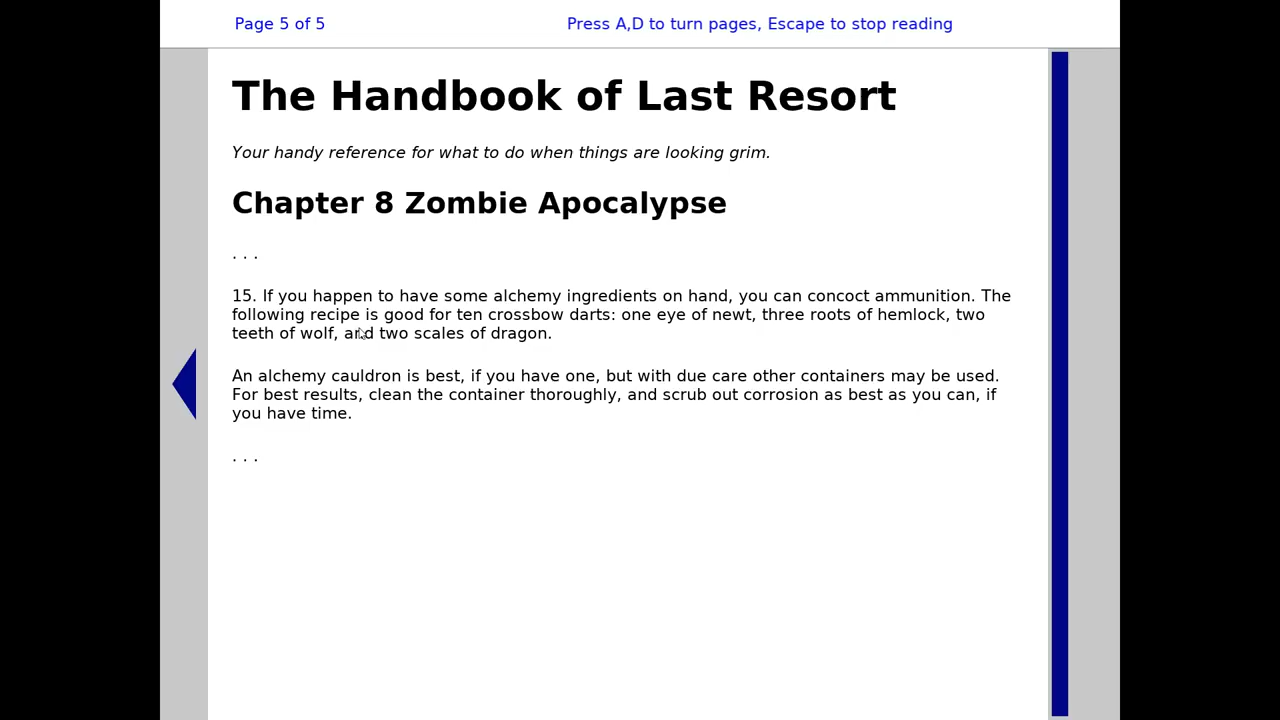 Page 5 of 5
Press A,D to turn pages, Escape to stop reading
The Handbook of Last Resort
Your handy reference for what to do when things are looking grim.
Chapter 8 Zombie Apocalypse
. . .
15. If you happen to have some alchemy ingredients on hand, you can concoct ammunition. The
following recipe is good for ten crossbow darts: one eye of newt, three roots of hemlock, two
teeth of wolf, and two scales of dragon.
An alchemy cauldron is best, if you have one, but with due care other containers may be used.
For best results, clean the container thoroughly, and scrub out corrosion as best as you can, if
you have time.
. . .